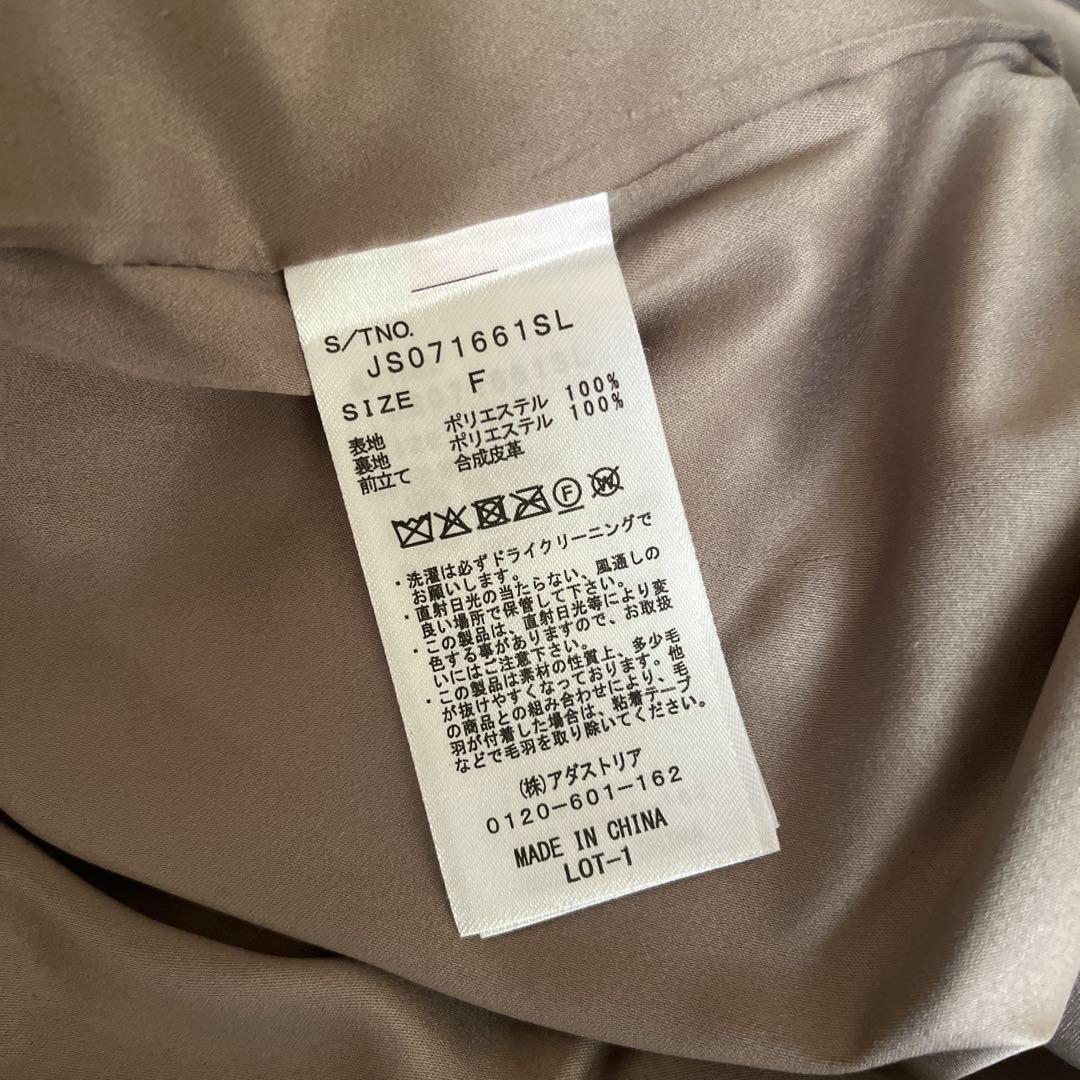 S/TNO.
JS071661SL
SIZE F
表地 ポリエステル 100%
裏地 ポリエステル 100%
前立て 合成皮革
F W
・洗濯は必ずドライクリーニングで
お願いします。
・直射日光の当たらない、風通しの
良い場所で保管して下さい。
・この製品は、直射日光等により変
色する事がありますので、お取扱
いにはご注意下さい。
・この製品は素材の性質上、多少毛
が抜けやすくなっております。他
の商品との組み合わせにより、毛
羽が付着した場合は、粘着テープ
などで毛羽を取り除いてください。
(株)アダストリア
0120-601-162
MADE IN CHINA
LOT-1